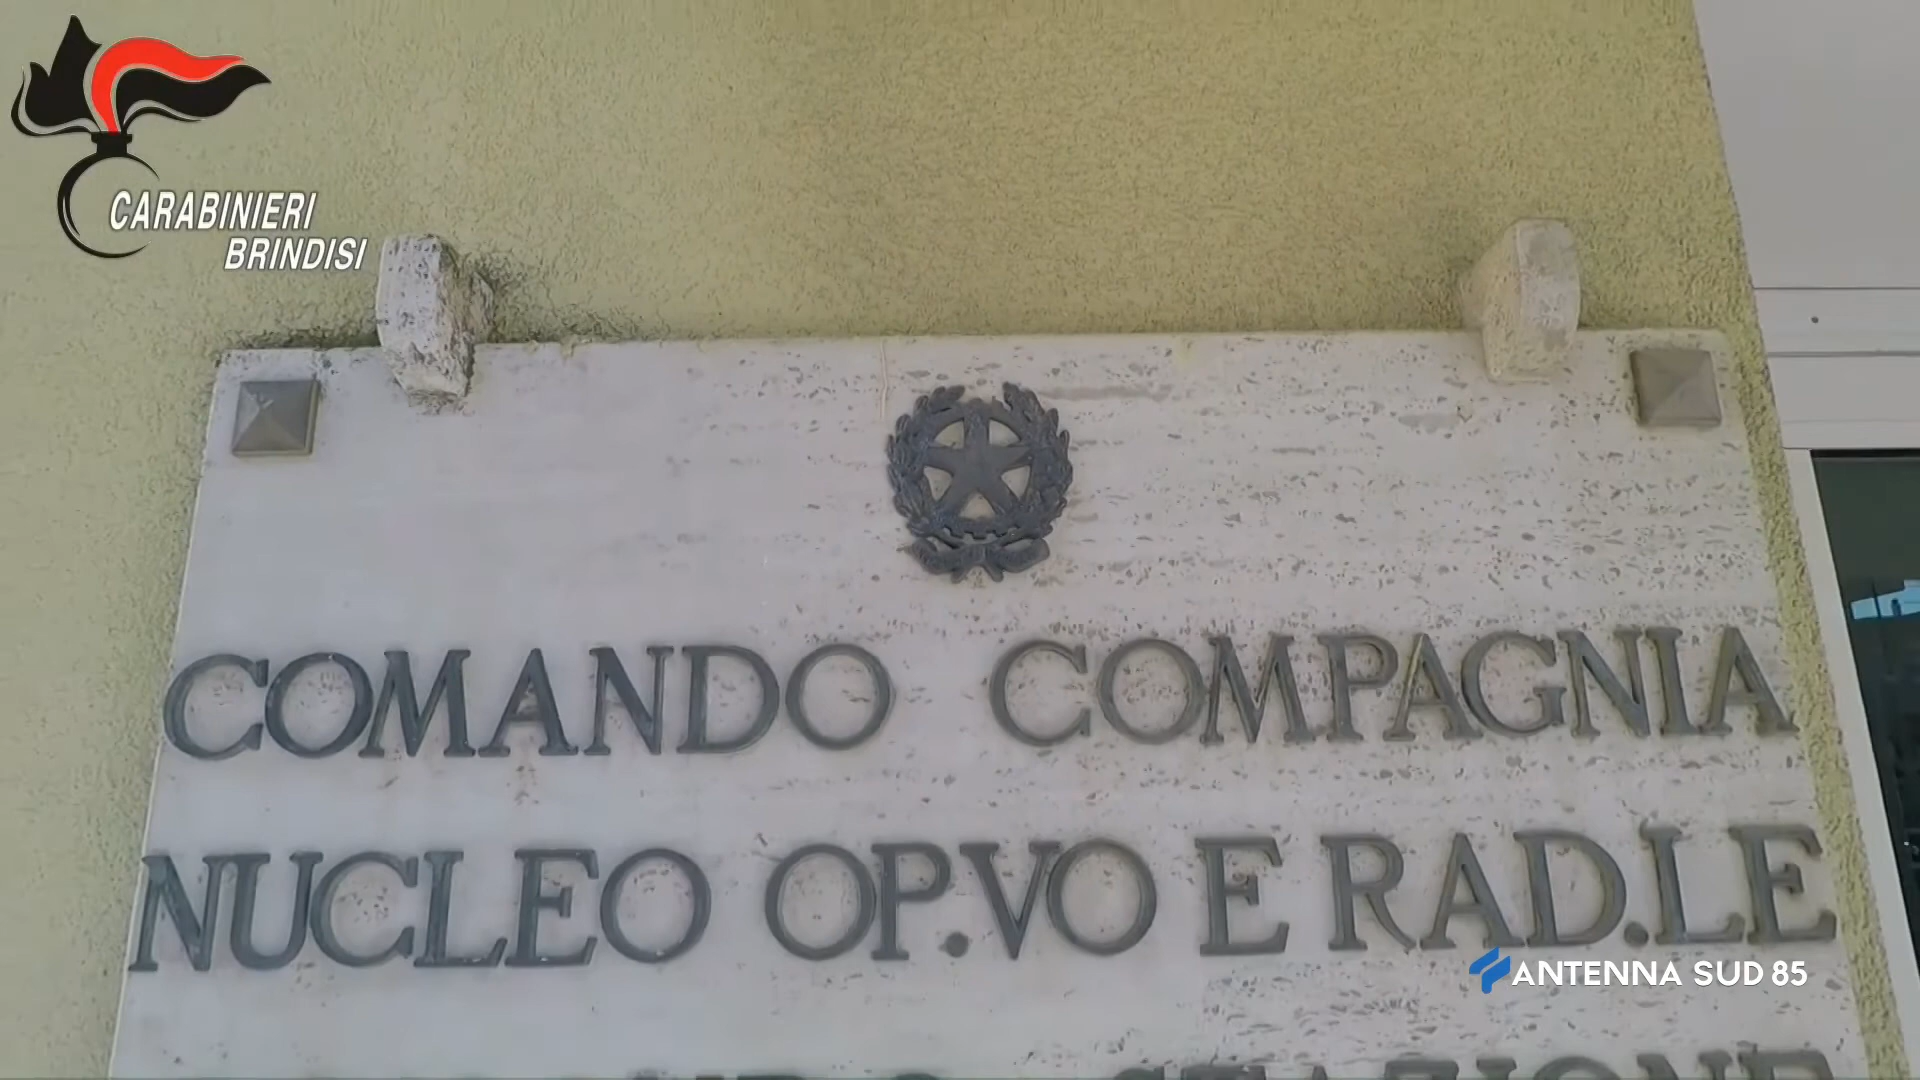 CARABINIERI
BRINDISI
COMANDO COMPAGNIA
NUCLEO OP.VO E RAD.LE
ANTENNA SUD 85